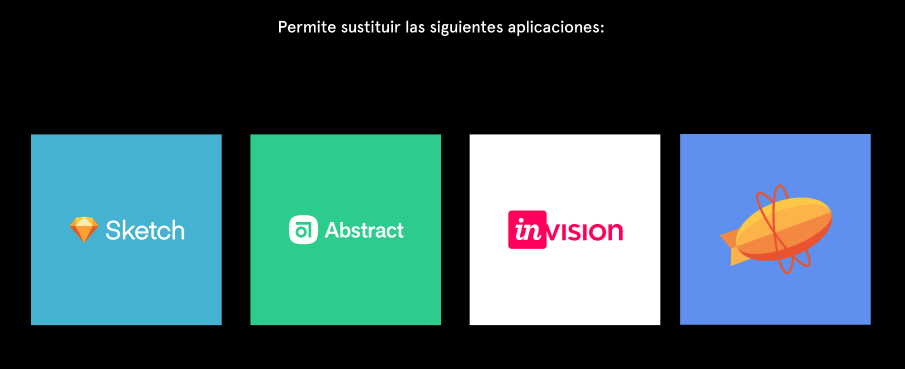 Permite sustituir las siguientes aplicaciones:
Sketch
Abstract
inVISION